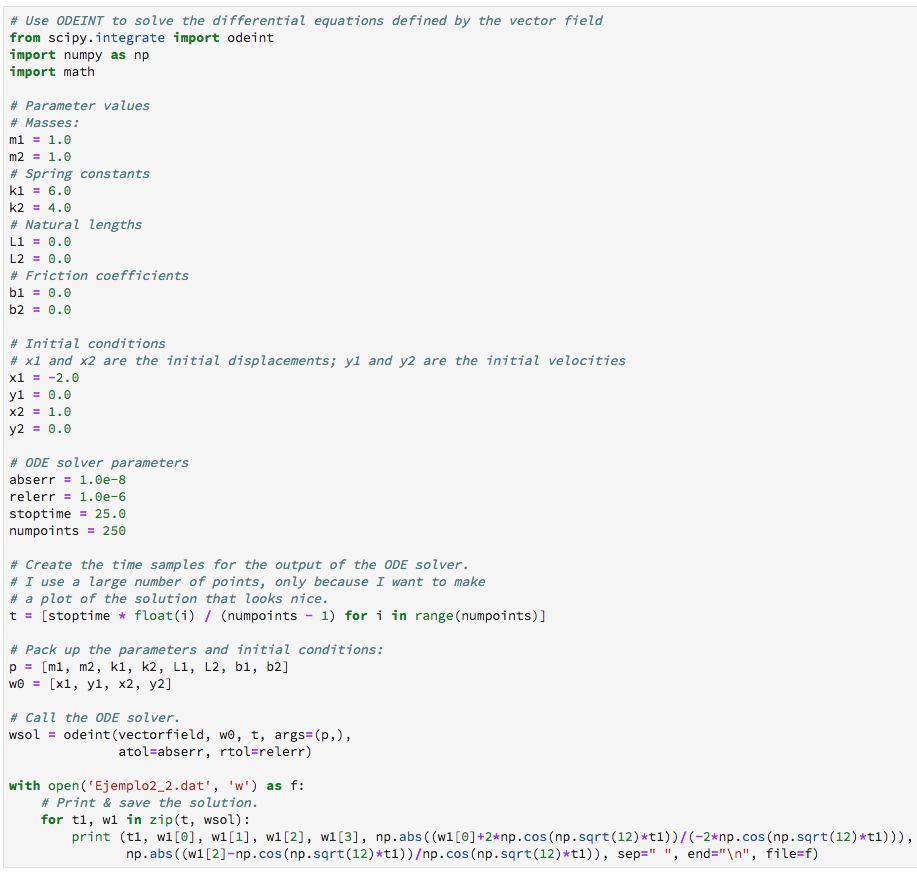 # Use ODEINT to solve the differential equations defined by the vector field
from scipy.integrate import odeint
import numpy as np
import math

# Parameter values
# Masses:
m1 = 1.0
m2 = 1.0
# Spring constants
k1 = 6.0
k2 = 4.0
# Natural lengths
L1 = 0.0
L2 = 0.0
# Friction coefficients
b1 = 0.0
b2 = 0.0

# Initial conditions
# x1 and x2 are the initial displacements; y1 and y2 are the initial velocities
x1 = -2.0
y1 = 0.0
x2 = 1.0
y2 = 0.0

# ODE solver parameters
abserr = 1.0e-8
relerr = 1.0e-6
stoptime = 25.0
numpoints = 250

# Create the time samples for the output of the ODE solver.
# I use a large number of points, only because I want to make
# a plot of the solution that looks nice.
t = [stoptime * float(i) / (numpoints - 1) for i in range(numpoints)]

# Pack up the parameters and initial conditions:
p = [m1, m2, k1, k2, L1, L2, b1, b2]
w0 = [x1, y1, x2, y2]

# Call the ODE solver.
wsol = odeint(vectorfield, w0, t, args=(p,),
              atol=abserr, rtol=relerr)

with open('Ejemplo2_2.dat', 'w') as f:
    # Print & save the solution.
    for t1, w1 in zip(t, wsol):
        print (t1, w1[0], w1[1], w1[2], w1[3], np.abs((w1[0]+2*np.cos(np.sqrt(12)*t1))/(-2*np.cos(np.sqrt(12)*t1))),
               np.abs((w1[2]-np.cos(np.sqrt(12)*t1))/np.cos(np.sqrt(12)*t1)), sep=" ", end="\n", file=f)